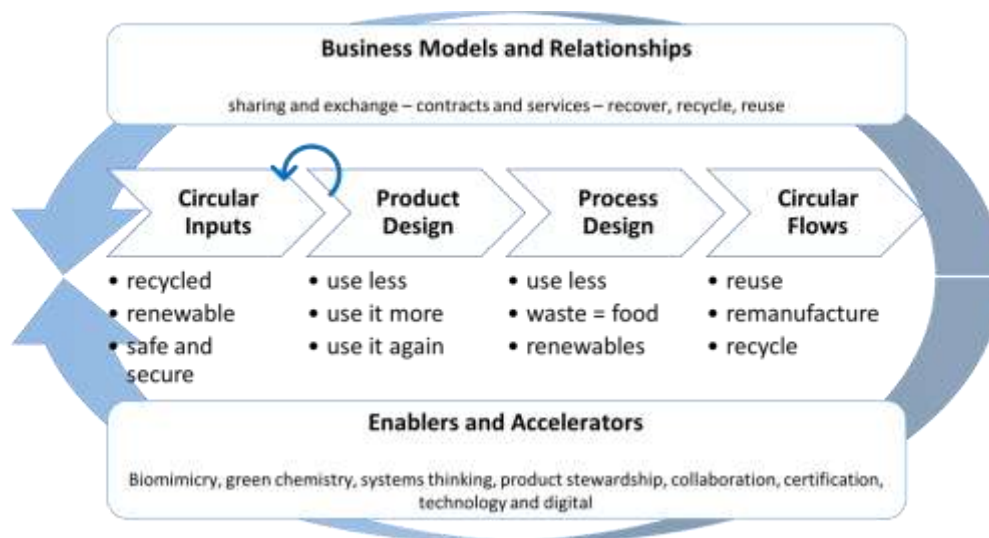 Business Models and Relationships
sharing and exchange – contracts and services – recover, recycle, reuse
Circular
Inputs
Product
Design
Process
Design
Circular
Flows
• recycled
• renewable
• safe and
secure
• use less
• use it more
• use it again
• use less
• waste = food
• renewables
• reuse
• remanufacture
• recycle
Enablers and Accelerators
Biomimicry, green chemistry, systems thinking, product stewardship, collaboration, certification,
technology and digital